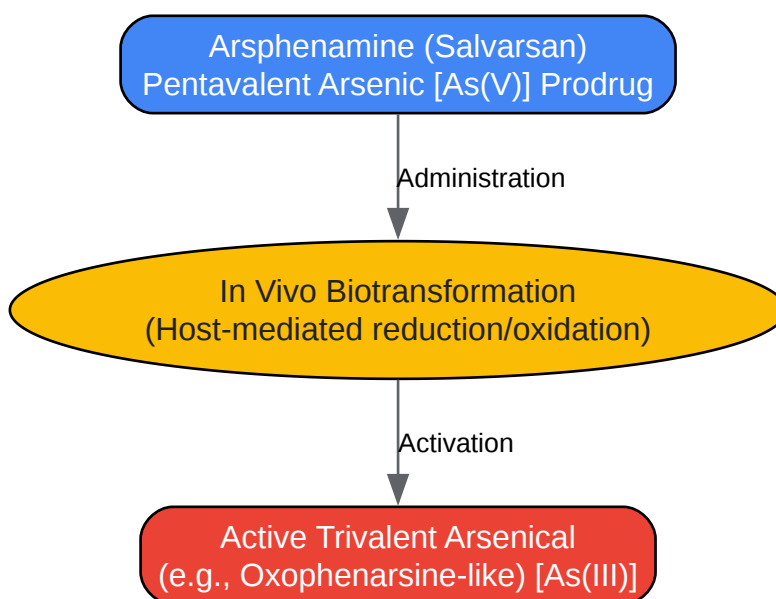 Arsphenamine (Salvarsan)
Pentavalent Arsenic [As(V)] Prodrug
Administration
In Vivo Biotransformation
(Host-mediated reduction/oxidation)
Activation
Active Trivalent Arsenical
(e.g., Oxophenarsine-like) [As(III)]